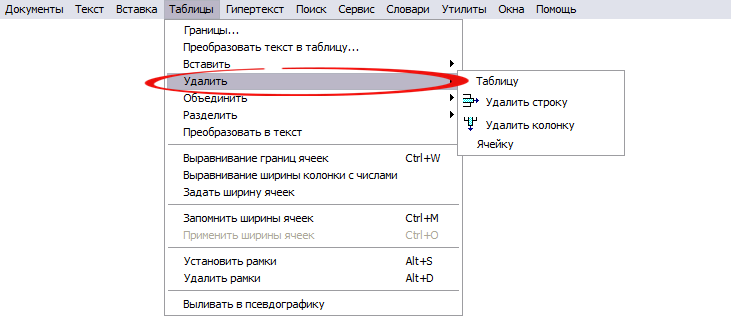 Документы Текст Вставка Таблицы Гипертекст Поиск Сервис Словари Утилиты Окна Помощь
Границы...
Преобразовать текст в таблицу...
Вставить
Удалить
Объединить
Разделить
Преобразовать в текст
Выравнивание границ ячеек Ctrl+W
Выравнивание ширины колонки с числами
Задать ширину ячеек
Запомнить ширины ячеек Ctrl+M
Применить ширины ячеек Ctrl+O
Установить рамки Alt+S
Удалить рамки Alt+D
Выливать в псевдографику
Таблицу
Удалить строку
Удалить колонку
Ячейку